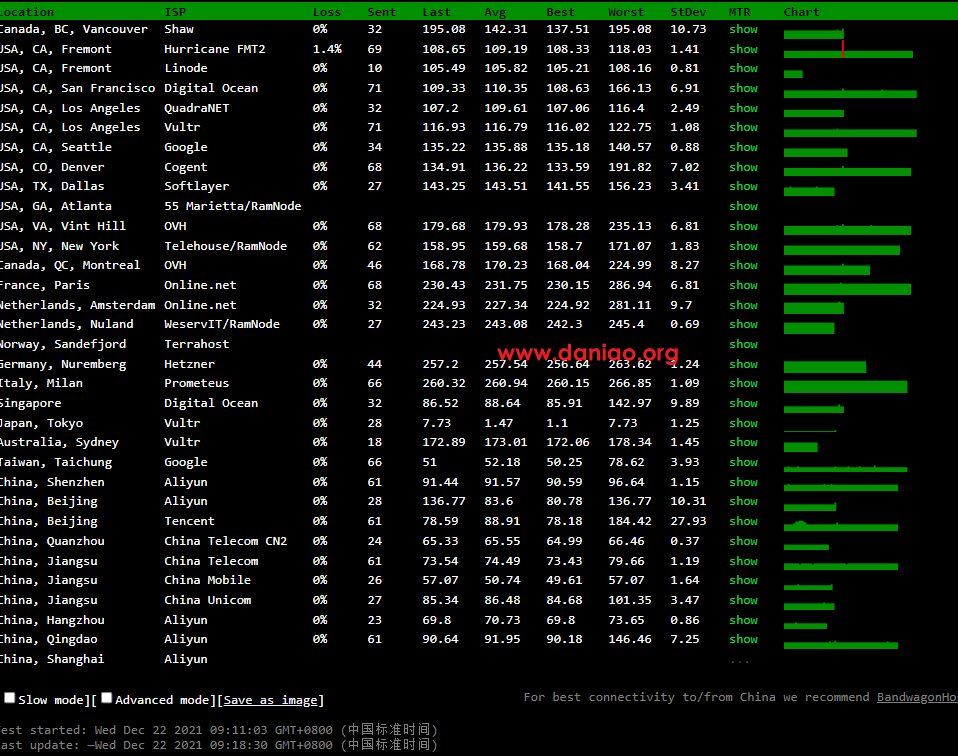 Location ISP Loss Sent Last Avg Best Worst StDev MTR Chart
Canada, BC, Vancouver Shaw 0% 32 195.08 142.31 137.51 195.08 10.73 show
USA, CA, Fremont Hurricane FMT2 1.4% 69 108.65 109.19 108.33 118.03 1.41 show
USA, CA, Fremont Linode 0% 10 105.49 105.82 105.21 108.16 0.81 show
USA, CA, San Francisco Digital Ocean 0% 71 109.33 110.35 108.63 166.13 6.91 show
USA, CA, Los Angeles QuadraNET 0% 32 107.2 109.61 107.06 116.4 2.49 show
USA, CA, Los Angeles Vultr 0% 71 116.93 116.79 116.02 122.75 1.08 show
USA, CA, Seattle Google 0% 34 135.22 135.88 135.18 140.57 0.88 show
USA, CO, Denver Cogent 0% 68 134.91 136.22 133.59 191.82 7.02 show
USA, TX, Dallas Softlayer 0% 27 143.25 143.51 141.55 156.23 3.41 show
USA, GA, Atlanta 55 Marietta/RamNode show
USA, VA, Vint Hill OVH 0% 68 179.68 179.93 178.28 235.13 6.81 show
USA, NY, New York Telehouse/RamNode 0% 62 158.95 159.68 158.7 171.07 1.83 show
Canada, QC, Montreal OVH 0% 46 168.78 170.23 168.04 224.99 8.27 show
France, Paris Online.net 0% 68 230.43 231.75 230.15 286.94 6.81 show
Netherlands, Amsterdam Online.net 0% 32 224.93 227.34 224.92 281.11 9.7 show
Netherlands, Nuland WeservIT/RamNode 0% 27 243.23 243.08 242.3 245.4 0.69 show
Norway, Sandefjord Terrahost show
www.daniao.org
Germany, Nuremberg Hetzner 0% 44 257.2 257.54 256.64 263.62 1.24 show
Italy, Milan Prometeus 0% 66 260.32 260.94 260.15 266.85 1.09 show
Singapore Digital Ocean 0% 32 86.52 88.64 85.91 142.97 9.89 show
Japan, Tokyo Vultr 0% 28 7.73 1.47 1.1 7.73 1.25 show
Australia, Sydney Vultr 0% 18 172.89 173.01 172.06 178.34 1.45 show
Taiwan, Taichung Google 0% 66 51 52.18 50.25 78.62 3.93 show
China, Shenzhen Aliyun 0% 61 91.44 91.57 90.59 96.64 1.15 show
China, Beijing Aliyun 0% 28 136.77 83.6 80.78 136.77 10.31 show
China, Beijing Tencent 0% 61 78.59 88.91 78.18 184.42 27.93 show
China, Quanzhou China Telecom CN2 0% 24 65.33 65.55 64.99 66.46 0.37 show
China, Jiangsu China Telecom 0% 61 73.54 74.49 73.43 79.66 1.19 show
China, Jiangsu China Mobile 0% 26 57.07 50.74 49.61 57.07 1.64 show
China, Jiangsu China Unicom 0% 27 85.34 86.48 84.68 101.35 3.47 show
China, Hangzhou Aliyun 0% 23 69.8 70.73 69.8 73.65 0.86 show
China, Qingdao Aliyun 0% 61 90.64 91.95 90.18 146.46 7.25 show
China, Shanghai Aliyun ...
Slow mode][ Advanced mode][Save as image] For best connectivity to/from China we recommend BandwagonHos
Test started: Wed Dec 22 2021 09:11:03 GMT+0800 (中国标准时间)
Last update: —Wed Dec 22 2021 09:18:30 GMT+0800 (中国标准时间)